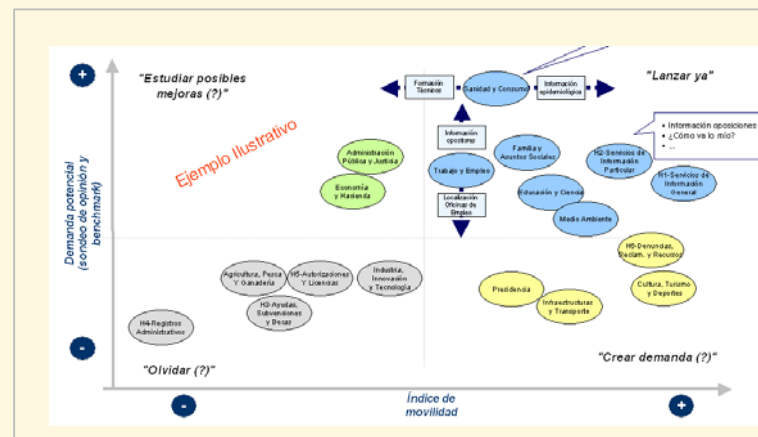 "Estudiar posibles
mejoras (?)"
Formación
Técnicos
Sanidad y Consumo
Información
epidemiológica
"Lanzar ya"
Ejemplo Ilustrativo
Información
opositores
• Información oposiciones
• ¿Cómo va lo mío?
• ...
Administración
Pública y Justicia
Economía
y Hacienda
Trabajo y Empleo
Familia y
Asuntos Sociales
H2-Servicios de
Información
Particular
H1-Servicios de
Información
General
Localización
Oficinas de
Empleo
Educación y Ciencia
Medio Ambiente
Demanda potencial
(sondeo de opinión y
benchmark)
H6-Denuncias,
Reclam. y Recursos
Agricultura, Pesca
Y Ganadería
H5-Autorizaciones
Y Licencias
Industria,
Innovación
y Tecnología
Presidencia
Cultura, Turismo
y Deportes
H3-Ayudas,
Subvenciones
y Becas
Infraestructuras
y Transporte
H4-Registros
Administrativos
"Olvidar (?)"
"Crear demanda (?)"
Índice de
movilidad